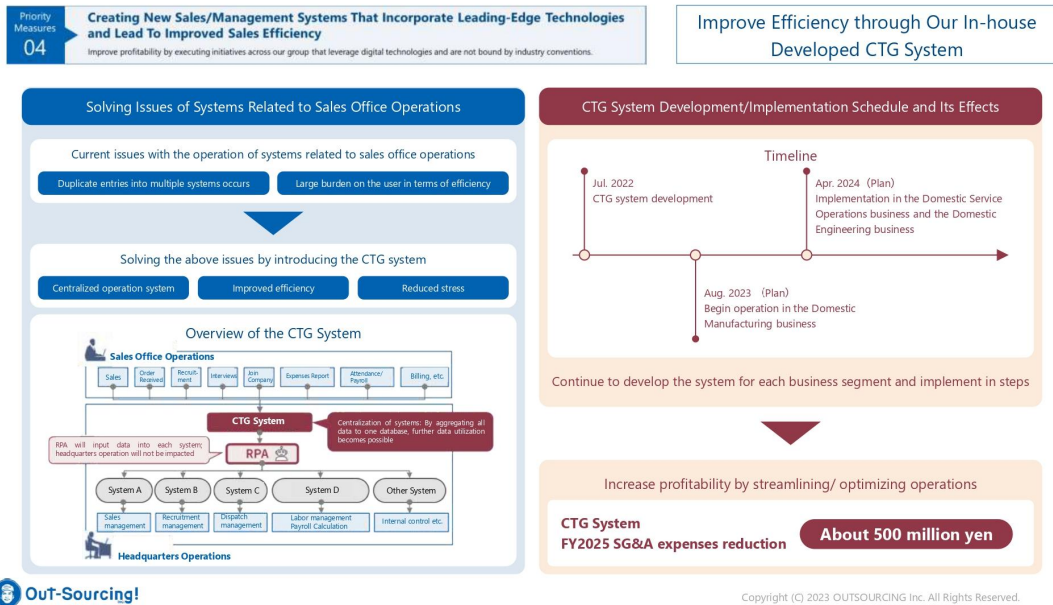 Priority
Measures
04
Creating New Sales/Management Systems That Incorporate Leading-Edge Technologies
and Lead To Improved Sales Efficiency
Improve profitability by executing initiatives across our group that leverage digital technologies and are not bound by industry conventions.
Improve Efficiency through Our In-house
Developed CTG System
Solving Issues of Systems Related to Sales Office Operations
Current issues with the operation of systems related to sales office operations
Duplicate entries into multiple systems occurs
Large burden on the user in terms of efficiency
Solving the above issues by introducing the CTG system
Centralized operation system
Improved efficiency
Reduced stress
Overview of the CTG System
Sales Office Operations
Sales
Order
Received
Recruit-
ment
Interviews
Join
Company
Expenses Report
Attendance/
Payroll
Billing, etc.
CTG System
Centralization of systems: By aggregating all
data to one database, further data utilization
becomes possible
RPA will input data into each system;
headquarters operation will not be impacted
RPA
System A
System B
System C
System D
Other System
Sales
management
Recruitment
management
Dispatch
management
Labor management
Payroll Calculation
Internal control etc.
Headquarters Operations
CTG System Development/Implementation Schedule and Its Effects
Timeline
Jul. 2022
CTG system development
Apr. 2024 (Plan)
Implementation in the Domestic Service
Operations business and the Domestic
Engineering business
Aug. 2023 (Plan)
Begin operation in the Domestic
Manufacturing business
Continue to develop the system for each business segment and implement in steps
Increase profitability by streamlining/ optimizing operations
CTG System
FY2025 SG&A expenses reduction
About 500 million yen
OuT-Sourcing!
Copyright (C) 2023 OUTSOURCING Inc. All Rights Reserved.